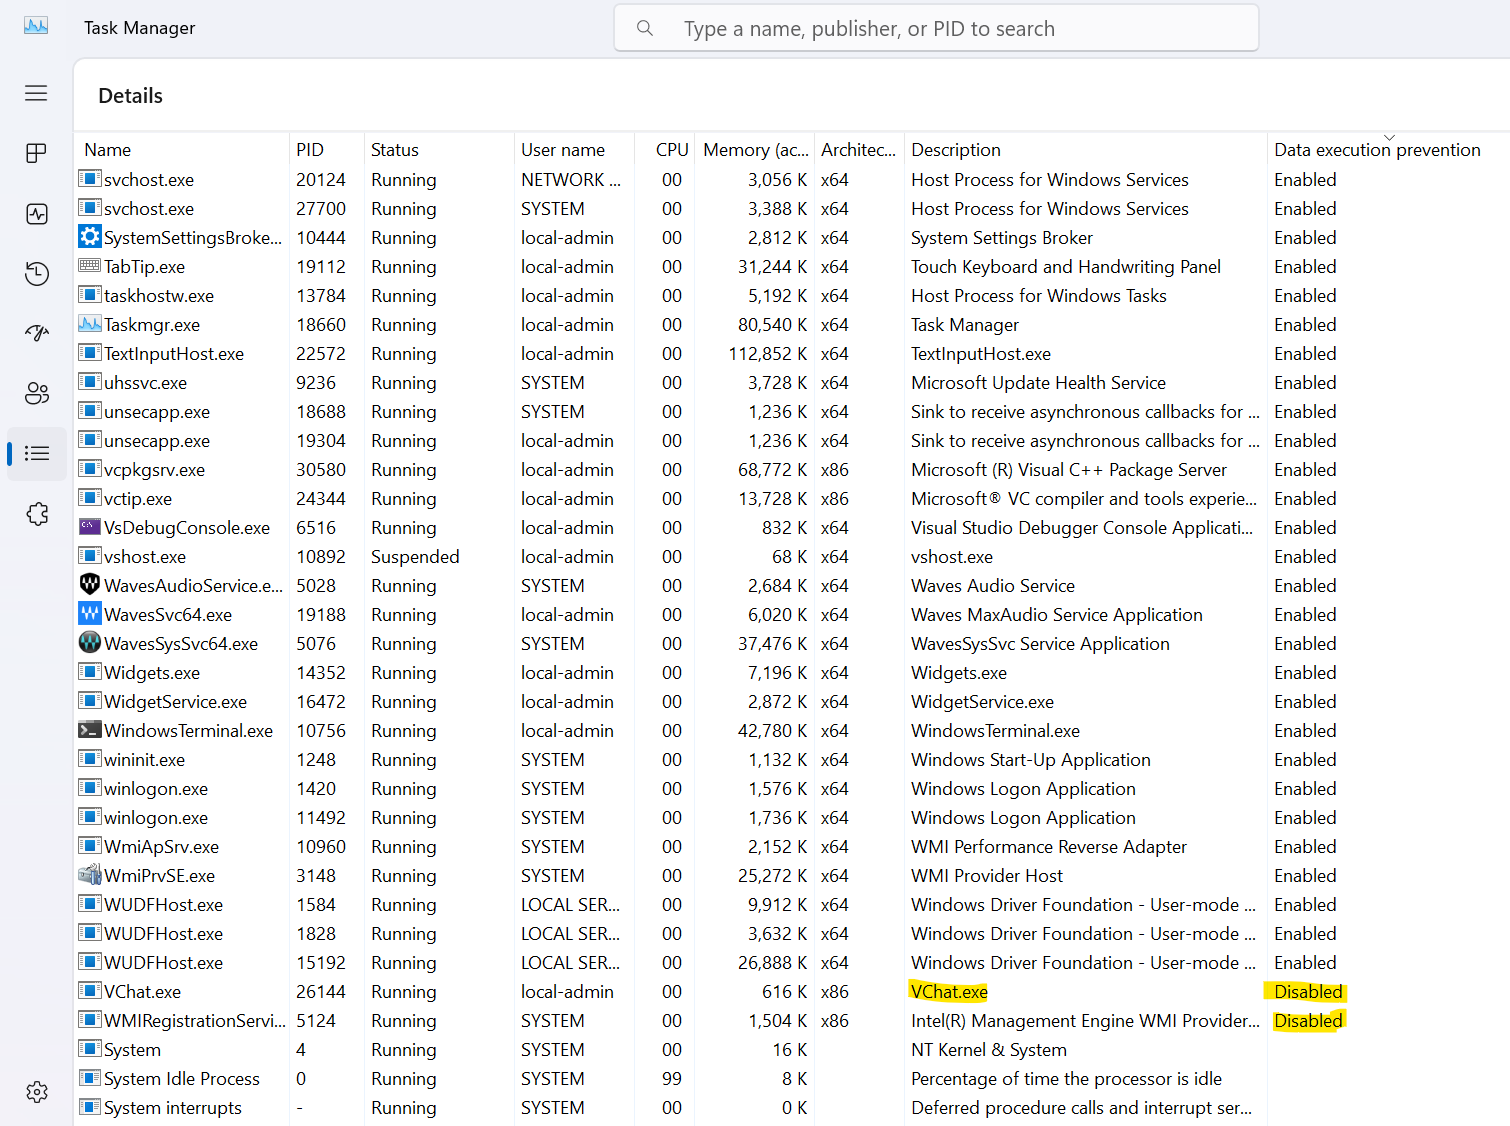 Task Manager
Type a name, publisher, or PID to search
Details
Name PID Status User name CPU Memory (ac... Architec... Description Data execution prevention
svchost.exe 20124 Running NETWORK ... 00 3,056 K x64 Host Process for Windows Services Enabled
svchost.exe 27700 Running SYSTEM 00 3,388 K x64 Host Process for Windows Services Enabled
SystemSettingsBroke... 10444 Running local-admin 00 2,812 K x64 System Settings Broker Enabled
TabTip.exe 19112 Running local-admin 00 31,244 K x64 Touch Keyboard and Handwriting Panel Enabled
taskhostw.exe 13784 Running local-admin 00 5,192 K x64 Host Process for Windows Tasks Enabled
Taskmgr.exe 18660 Running local-admin 00 80,540 K x64 Task Manager Enabled
TextInputHost.exe 22572 Running local-admin 00 112,852 K x64 TextInputHost.exe Enabled
uhssvc.exe 9236 Running SYSTEM 00 3,728 K x64 Microsoft Update Health Service Enabled
unsecapp.exe 18688 Running SYSTEM 00 1,236 K x64 Sink to receive asynchronous callbacks for ... Enabled
unsecapp.exe 19304 Running local-admin 00 1,236 K x64 Sink to receive asynchronous callbacks for ... Enabled
vcpkgsrv.exe 30580 Running local-admin 00 68,772 K x86 Microsoft (R) Visual C++ Package Server Enabled
vctip.exe 24344 Running local-admin 00 13,728 K x86 Microsoft® VC compiler and tools experie... Enabled
VsDebugConsole.exe 6516 Running local-admin 00 832 K x64 Visual Studio Debugger Console Applicati... Enabled
vshost.exe 10892 Suspended local-admin 00 68 K x64 vshost.exe Enabled
WavesAudioService.e... 5028 Running SYSTEM 00 2,684 K x64 Waves Audio Service Enabled
WavesSvc64.exe 19188 Running local-admin 00 6,020 K x64 Waves MaxAudio Service Application Enabled
WavesSysSvc64.exe 5076 Running SYSTEM 00 37,476 K x64 WavesSysSvc Service Application Enabled
Widgets.exe 14352 Running local-admin 00 7,196 K x64 Widgets.exe Enabled
WidgetService.exe 16472 Running local-admin 00 2,872 K x64 WidgetService.exe Enabled
WindowsTerminal.exe 10756 Running local-admin 00 42,780 K x64 WindowsTerminal.exe Enabled
wininit.exe 1248 Running SYSTEM 00 1,132 K x64 Windows Start-Up Application Enabled
winlogon.exe 1420 Running SYSTEM 00 1,576 K x64 Windows Logon Application Enabled
winlogon.exe 11492 Running SYSTEM 00 1,736 K x64 Windows Logon Application Enabled
WmiApSrv.exe 10960 Running SYSTEM 00 2,152 K x64 WMI Performance Reverse Adapter Enabled
WmiPrvSE.exe 3148 Running SYSTEM 00 25,272 K x64 WMI Provider Host Enabled
WUDFHost.exe 1584 Running LOCAL SER... 00 9,912 K x64 Windows Driver Foundation - User-mode ... Enabled
WUDFHost.exe 1828 Running LOCAL SER... 00 3,632 K x64 Windows Driver Foundation - User-mode ... Enabled
WUDFHost.exe 15192 Running LOCAL SER... 00 26,888 K x64 Windows Driver Foundation - User-mode ... Enabled
VChat.exe 26144 Running local-admin 00 616 K x86 VChat.exe Disabled
WMIRegistrationServi... 5124 Running SYSTEM 00 1,504 K x86 Intel(R) Management Engine WMI Provider... Disabled
System 4 Running SYSTEM 00 16 K NT Kernel & System
System Idle Process 0 Running SYSTEM 99 8 K Percentage of time the processor is idle
System interrupts - Running SYSTEM 00 0 K Deferred procedure calls and interrupt ser...